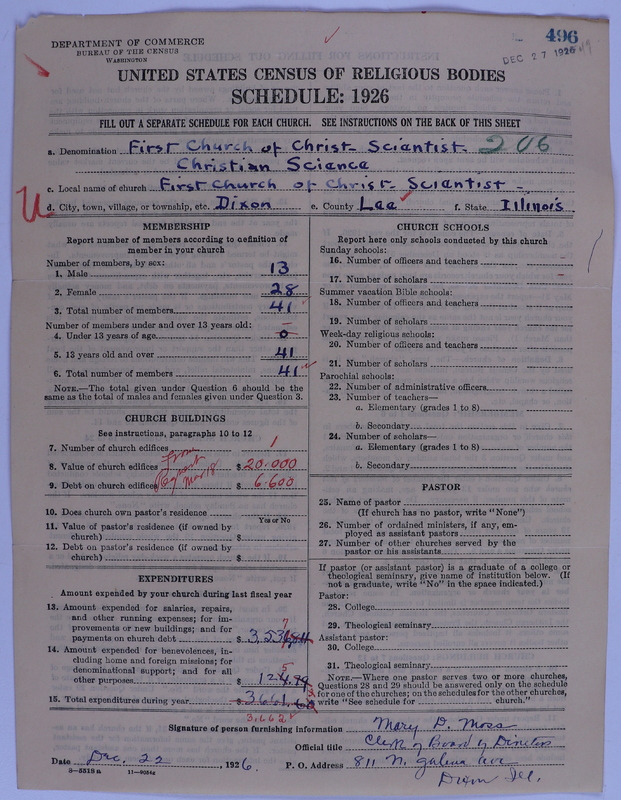 DEPARTMENT OF COMMERCE
BUREAU OF THE CENSUS
WASHINGTON
496
DEC 27 1926
UNITED STATES CENSUS OF RELIGIOUS BODIES
SCHEDULE: 1926
FILL OUT A SEPARATE SCHEDULE FOR EACH CHURCH. SEE INSTRUCTIONS ON THE BACK OF THIS SHEET
a. Denomination First Church of Christ Scientist. 206
Christian Science
c. Local name of church First Church of Christ Scientist
d. City, town, village, or township, etc. Dixon e. County Lee f. State Illinois
MEMBERSHIP
Report number of members according to definition of
member in your church
Number of members, by sex:
1. Male 13
2. Female 28
3. Total number of members 41
Number of members under and over 13 years old:
4. Under 13 years of age 0
5. 13 years old and over 41
6. Total number of members 41
NOTE.—The total given under Question 6 should be the
same as the total of males and females given under Question 3.
CHURCH BUILDINGS
See instructions, paragraphs 10 to 12
7. Number of church edifices 1
8. Value of church edifices $ 20.000
9. Debt on church edifices $ 6.600
From
Mar 18
10. Does church own pastor's residence
Yes or No
11. Value of pastor's residence (if owned by
church) $
12. Debt on pastor's residence (if owned by
church) $
EXPENDITURES
Amount expended by your church during last fiscal year
13. Amount expended for salaries, repairs,
and other running expenses; for im-
provements or new buildings; and for
payments on church debt $
14. Amount expended for benevolences, in-
cluding home and foreign missions; for
denominational support; and for all
other purposes $
15. Total expenditures during year $
3,662
CHURCH SCHOOLS
Report here only schools conducted by this church
Sunday schools:
16. Number of officers and teachers
17. Number of scholars
Summer vacation Bible schools:
18. Number of officers and teachers
19. Number of scholars
Week-day religious schools:
20. Number of officers and teachers
21. Number of scholars
Parochial schools:
22. Number of administrative officers
23. Number of teachers—
a. Elementary (grades 1 to 8)
b. Secondary
24. Number of scholars—
a. Elementary (grades 1 to 8)
b. Secondary
PASTOR
25. Name of pastor
(If church has no pastor, write "None")
26. Number of ordained ministers, if any, em-
ployed as assistant pastors
27. Number of other churches served by the
pastor or his assistants
If pastor (or assistant pastor) is a graduate of a college or
theological seminary, give name of institution below. (If
not a graduate, write "No" in the space indicated.)
Pastor:
28. College
29. Theological seminary
Assistant pastor:
30. College
31. Theological seminary
NOTE.—Where one pastor serves two or more churches,
Questions 28 and 29 should be answered only on the schedule
for one of the churches; on the schedules for the other churches,
write "See schedule for church."
Signature of person furnishing information Mary D. Moss
Official title Clerk of Board of Directors
Date Dec. 22, 1926. P. O. Address 811 N. Galena Ave
Dixon Ill.
8—5518 a